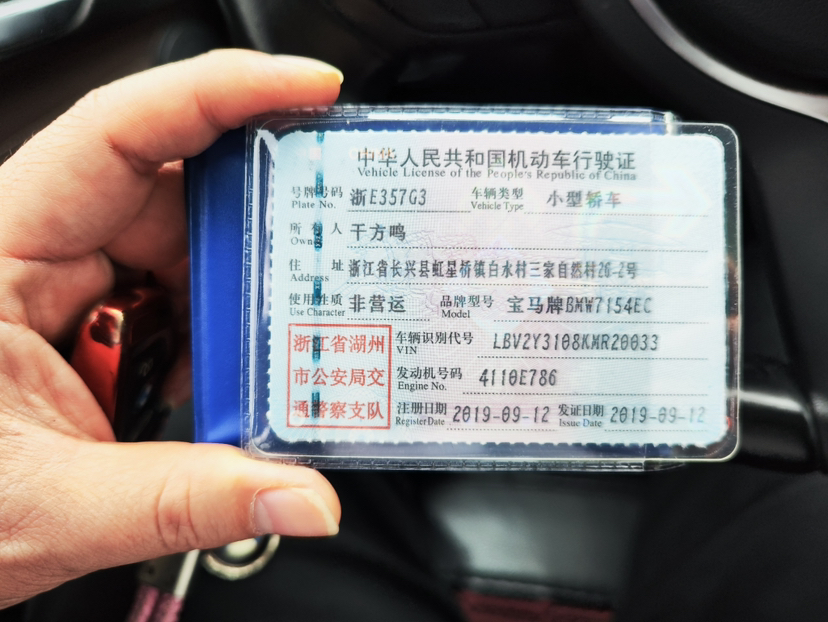 中华人民共和国机动车行驶证
Vehicle License of the People's Republic of China
号牌号码 浙E357G3 车辆类型 小型轿车
Plate No. Vehicle Type
所有人 干方鸣
Owner
住址 浙江省长兴县虹星桥镇白水村三家自然村26-2号
Address
使用性质 非营运 品牌型号 宝马牌BMW7154EC
Use Character Model
浙江省湖州 车辆识别代号 LBV2Y3108KMR20033
VIN
市公安局交 发动机号码 4110E786
Engine No.
通警察支队 注册日期 2019-09-12 发证日期 2019-09-12
Register Date Issue Date